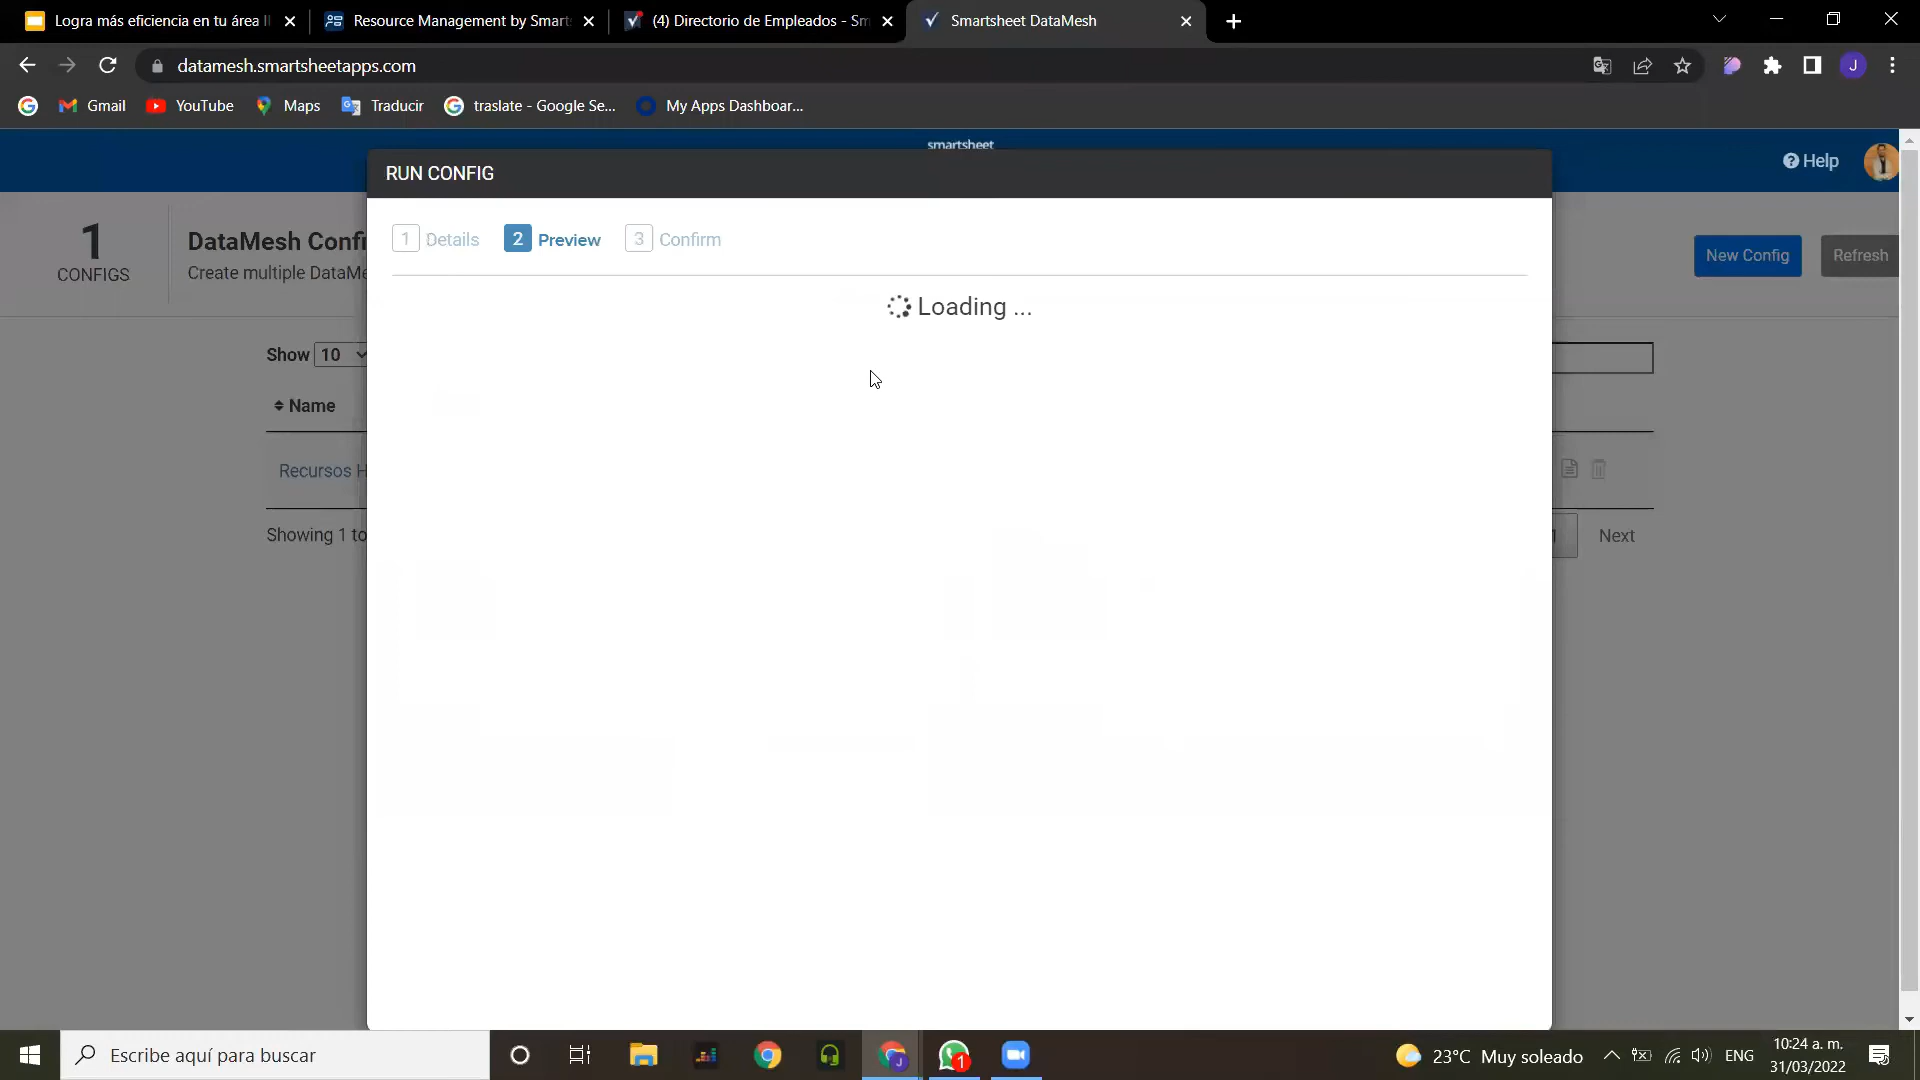 Logra más eficiencia en tu área
Resource Management by Smart
(4) Directorio de Empleados - Sm
Smartsheet DataMesh
datamesh.smartsheetapps.com
J
Gmail
YouTube
Maps
Traducir
traslate - Google Se...
My Apps Dashboar...
smartsheet
Help
RUN CONFIG
1
CONFIGS
DataMesh Confi
Create multiple DataMe
1 Details
2 Preview
3 Confirm
New Config
Refresh
Loading ...
Show 10
Name
Recursos H
Showing 1 to
Next
Escribe aquí para buscar
J
1
23°C Muy soleado
ENG
10:24 a. m.
31/03/2022